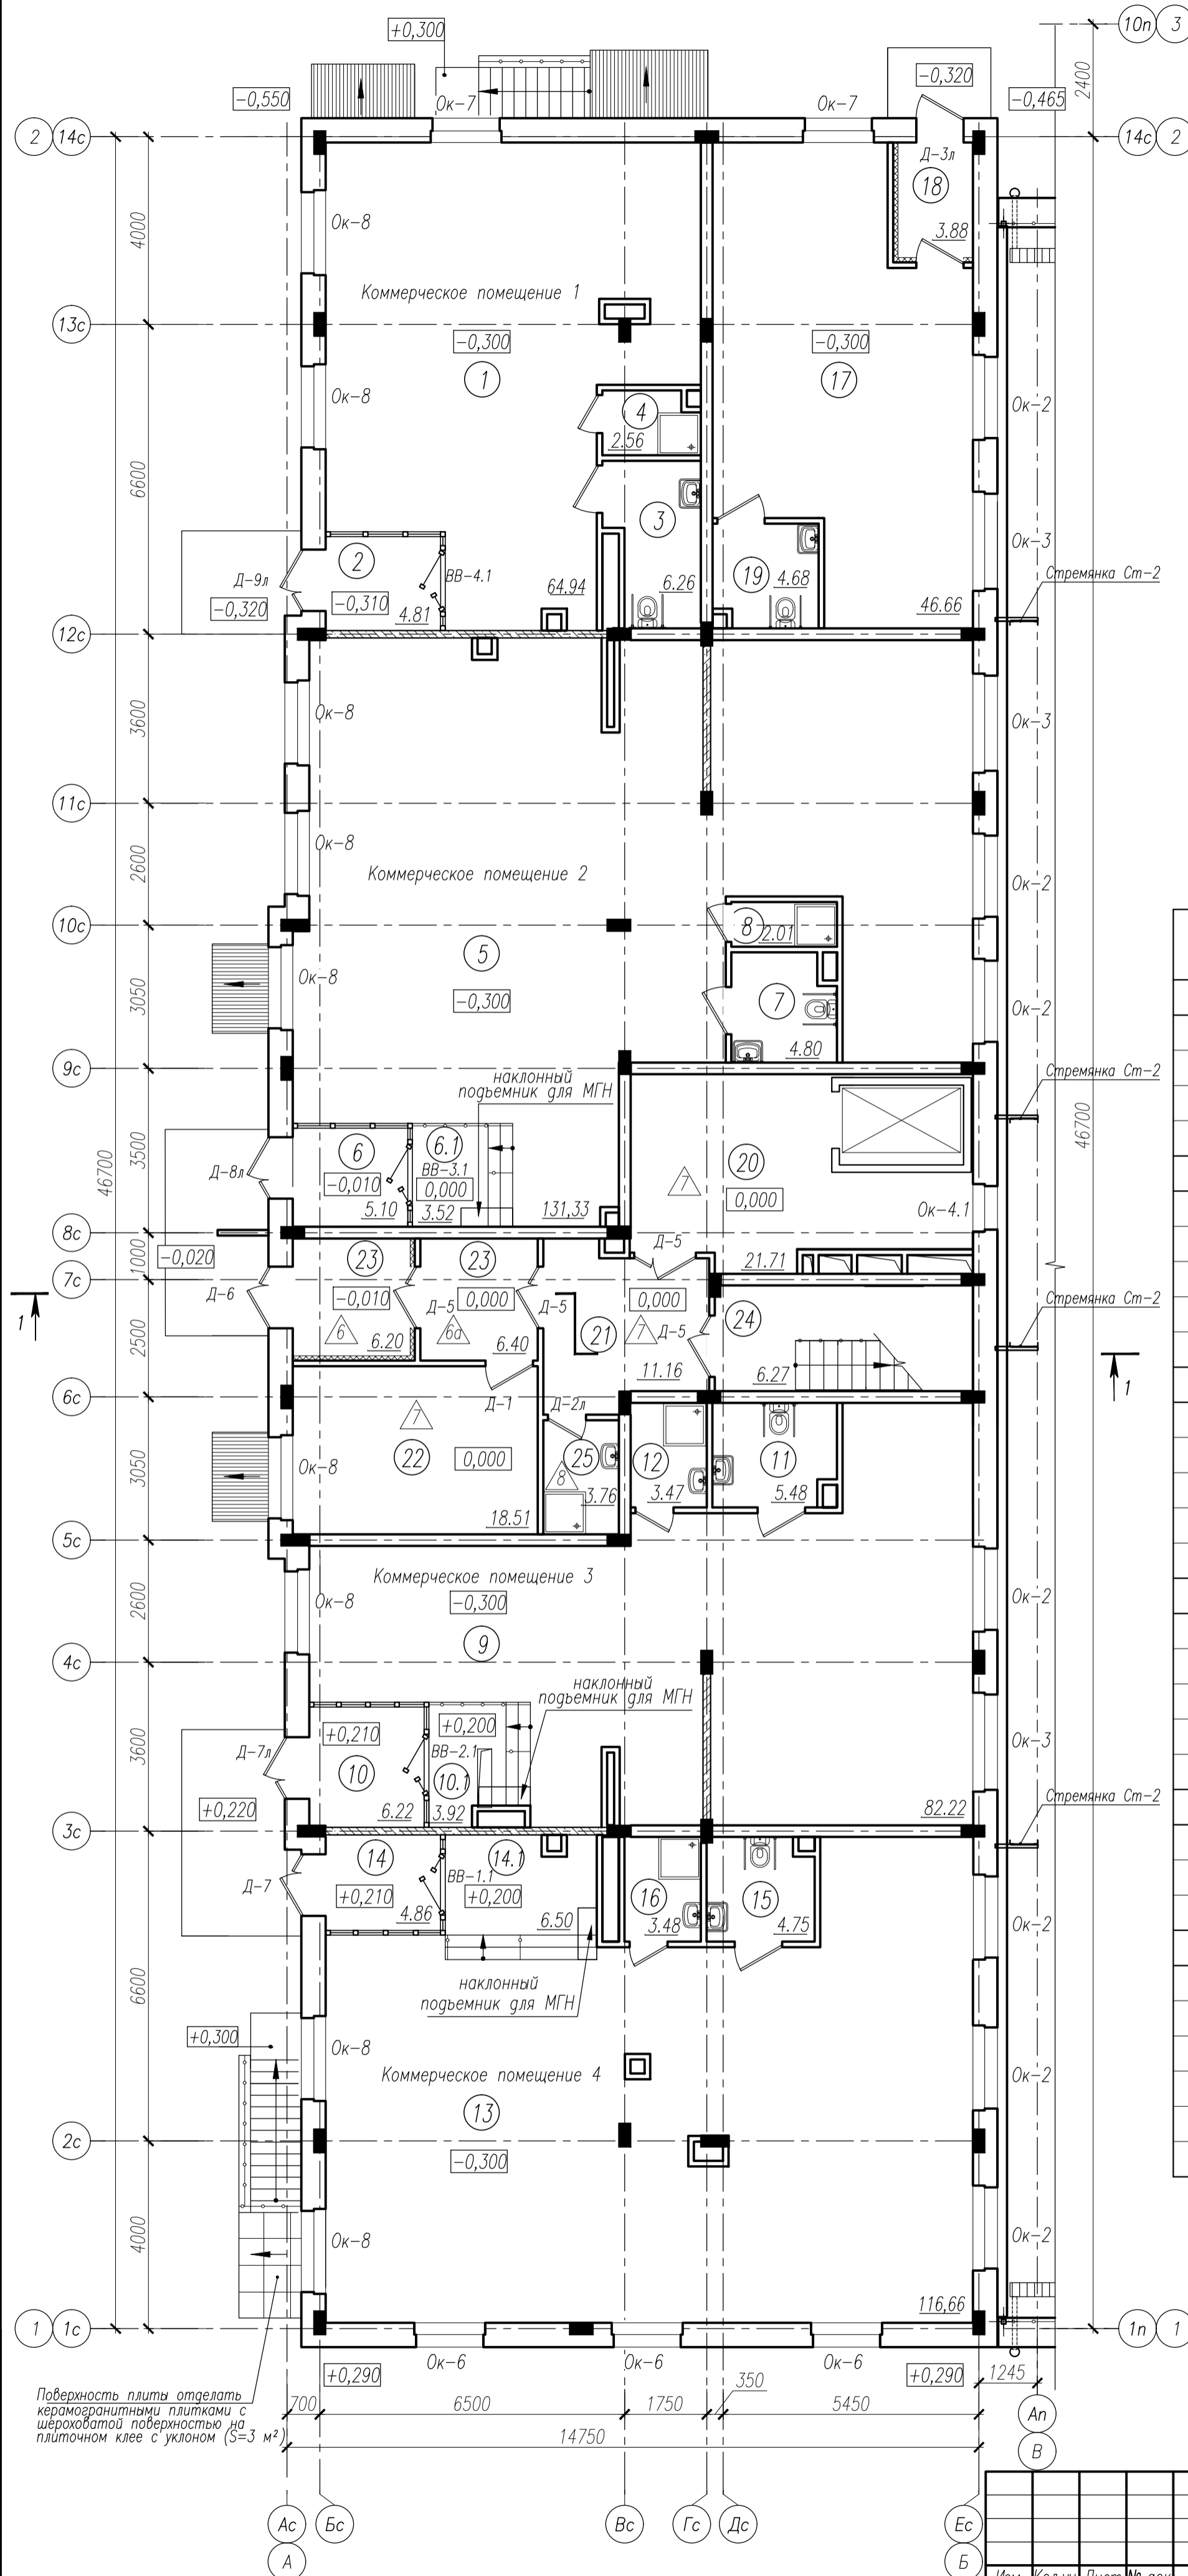 10п 3
+0,300
-0,320
-0,550
-0,465
2400
Ок-7
Ок-7
2 14с
14с 2
Д-3л
18
3.88
Ок-8
4000
Коммерческое помещение 1
13с
-0,300
-0,300
1
17
Ок-8
Ок-2
4
2.56
6600
3
Ок-3
2
19
Стремянка Ст-2
Д-9л
ВВ-4.1
-0,310
64.94
6.26
4.68
-0,320
4.81
46.66
12с
Ок-8
3600
Ок-3
11с
Ок-8
2600
Коммерческое помещение 2
Ок-2
10с
8
2.01
5
Ок-8
3050
-0,300
7
Ок-2
4.80
9с
наклонный
подъемник для МГН
Стремянка Ст-2
46700
46700
3500
6
6.1
20
Д-8л
ВВ-3.1
-0,010
0,000
7
0,000
5.10
3.52
131,33
Ок-4.1
8с
Д-5
-0,020
1000
23
23
21.71
7с
Д-6
-0,010
0,000
0,000
Д-5
Д-5
Стремянка Ст-2
1
6
6а
21
7
Д-5
24
2500
6.20
6.40
11.16
6.27
1
6с
Д-1
Д-2л
7
22
0,000
25
12
11
Ок-8
3050
8
3.76
3.47
5.48
18.51
5с
Коммерческое помещение 3
Ок-8
-0,300
Ок-2
2600
9
4с
наклонный
подъемник для МГН
+0,210
+0,200
Ок-3
3600
Д-7л
ВВ-2.1
10
10.1
Стремянка Ст-2
+0,220
6.22
3.92
82.22
3с
14
14.1
Д-7
ВВ-1.1
+0,210
+0,200
16
15
4.86
6.50
3.48
4.75
Ок-2
6600
наклонный
подъемник для МГН
+0,300
Ок-8
Коммерческое помещение 4
Ок-2
13
2с
-0,300
4000
Ок-8
Ок-2
116,66
1 1с
1п 1
Ок-6
Ок-6
Ок-6
+0,290
+0,290
1245
Поверхность плиты отделать
керамогранитными плитками с
шероховатой поверхностью на
плиточном клее с уклоном (S=3 м²)
700
6500
1750
350
5450
14750
Ап
В
Ас
Бс
Вс
Гс
Дс
Ес
А
Б
Изм. Кол.уч Лист № док.